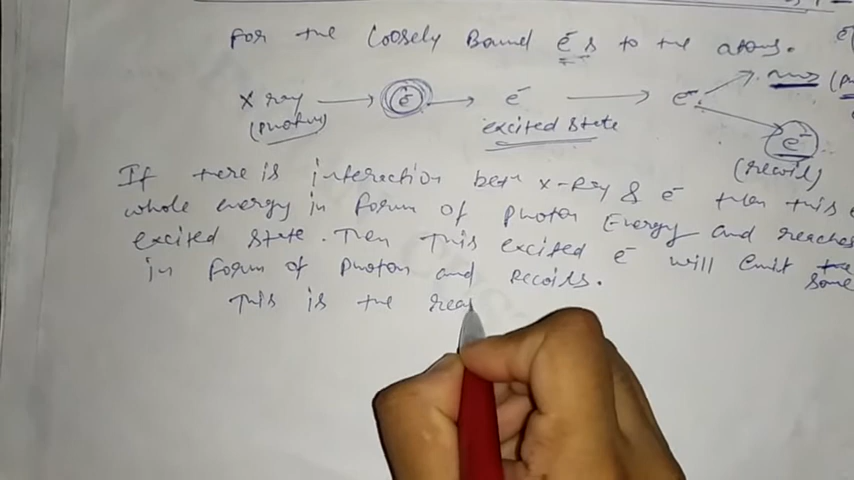 For the Loosely Bound e⁻s to the atoms.
X ray → e⁻ → e⁻ → e⁻
(photon)
excited state
e⁻
(recoil)
If there is interaction betn x-Ray & e⁻ then this
whole energy in form of photon Energy and reaches
excited state. Then this excited e⁻ will emit some
in form of photon and recoils.
This is the rea